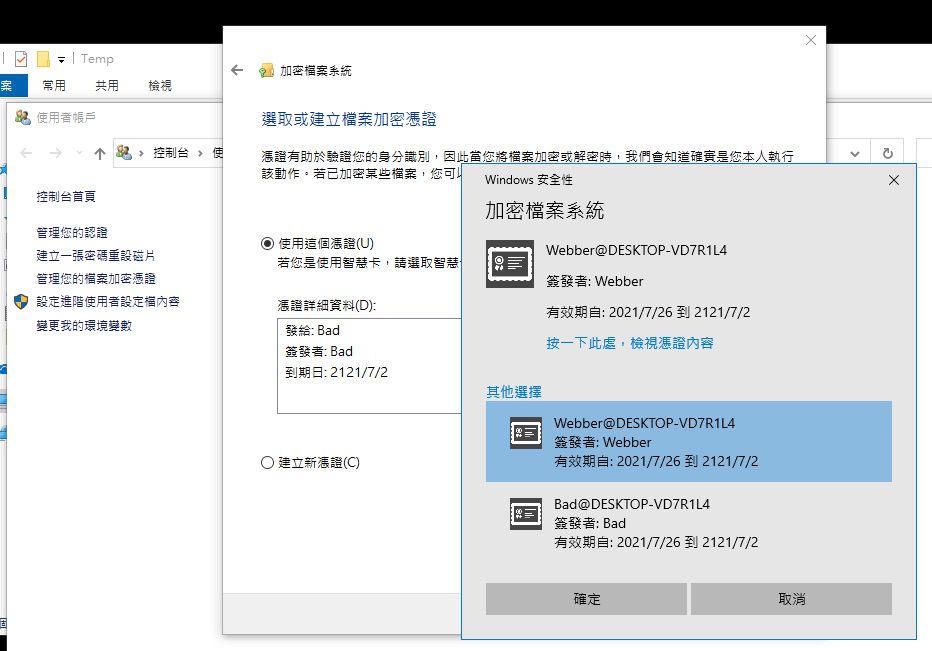 Temp
案 常用 共用 檢視
使用者帳戶
控制台 使
控制台首頁
管理您的認證
建立一張密碼重設磁片
管理您的檔案加密憑證
設定進階使用者設定檔內容
變更我的環境變數
加密檔案系統
選取或建立檔案加密憑證
憑證有助於驗證您的身分識別，因此當您將檔案加密或解密時，我們會知道確實是您本人執行
該動作。若已加密某些檔案，您可以
使用這個憑證(U)
若您是使用智慧卡，請選取智慧
憑證詳細資料(D):
發給: Bad
簽發者: Bad
到期日: 2121/7/2
建立新憑證(C)
Windows 安全性
加密檔案系統
Webber@DESKTOP-VD7R1L4
簽發者: Webber
有效期自: 2021/7/26 到 2121/7/2
按一下此處，檢視憑證內容
其他選擇
Webber@DESKTOP-VD7R1L4
簽發者: Webber
有效期自: 2021/7/26 到 2121/7/2
Bad@DESKTOP-VD7R1L4
簽發者: Bad
有效期自: 2021/7/26 到 2121/7/2
確定 取消